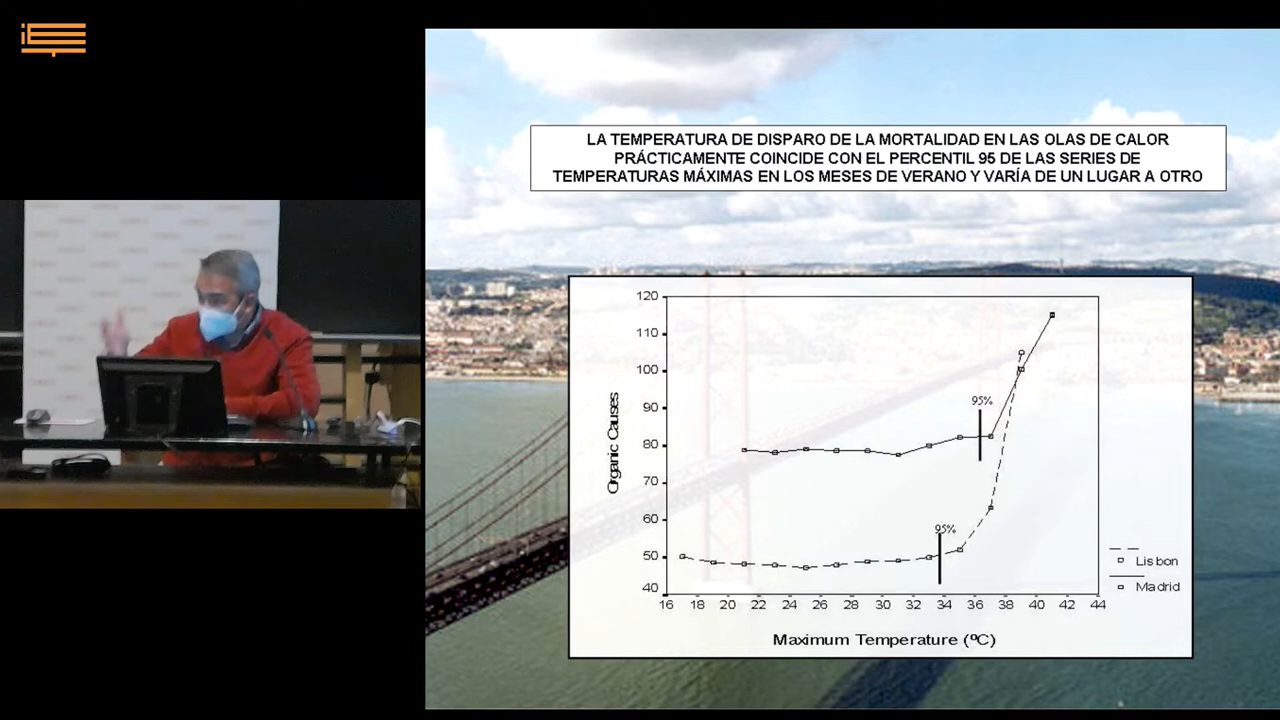 LA TEMPERATURA DE DISPARO DE LA MORTALIDAD EN LAS OLAS DE CALOR
PRÁCTICAMENTE COINCIDE CON EL PERCENTIL 95 DE LAS SERIES DE
TEMPERATURAS MÁXIMAS EN LOS MESES DE VERANO Y VARÍA DE UN LUGAR A OTRO
120
110
100
90
80
70
60
50
40
Organic Causes
95%
95%
16 18 20 22 24 26 28 30 32 34 36 38 40 42 44
Maximum Temperature (ºC)
Lisbon
Madrid